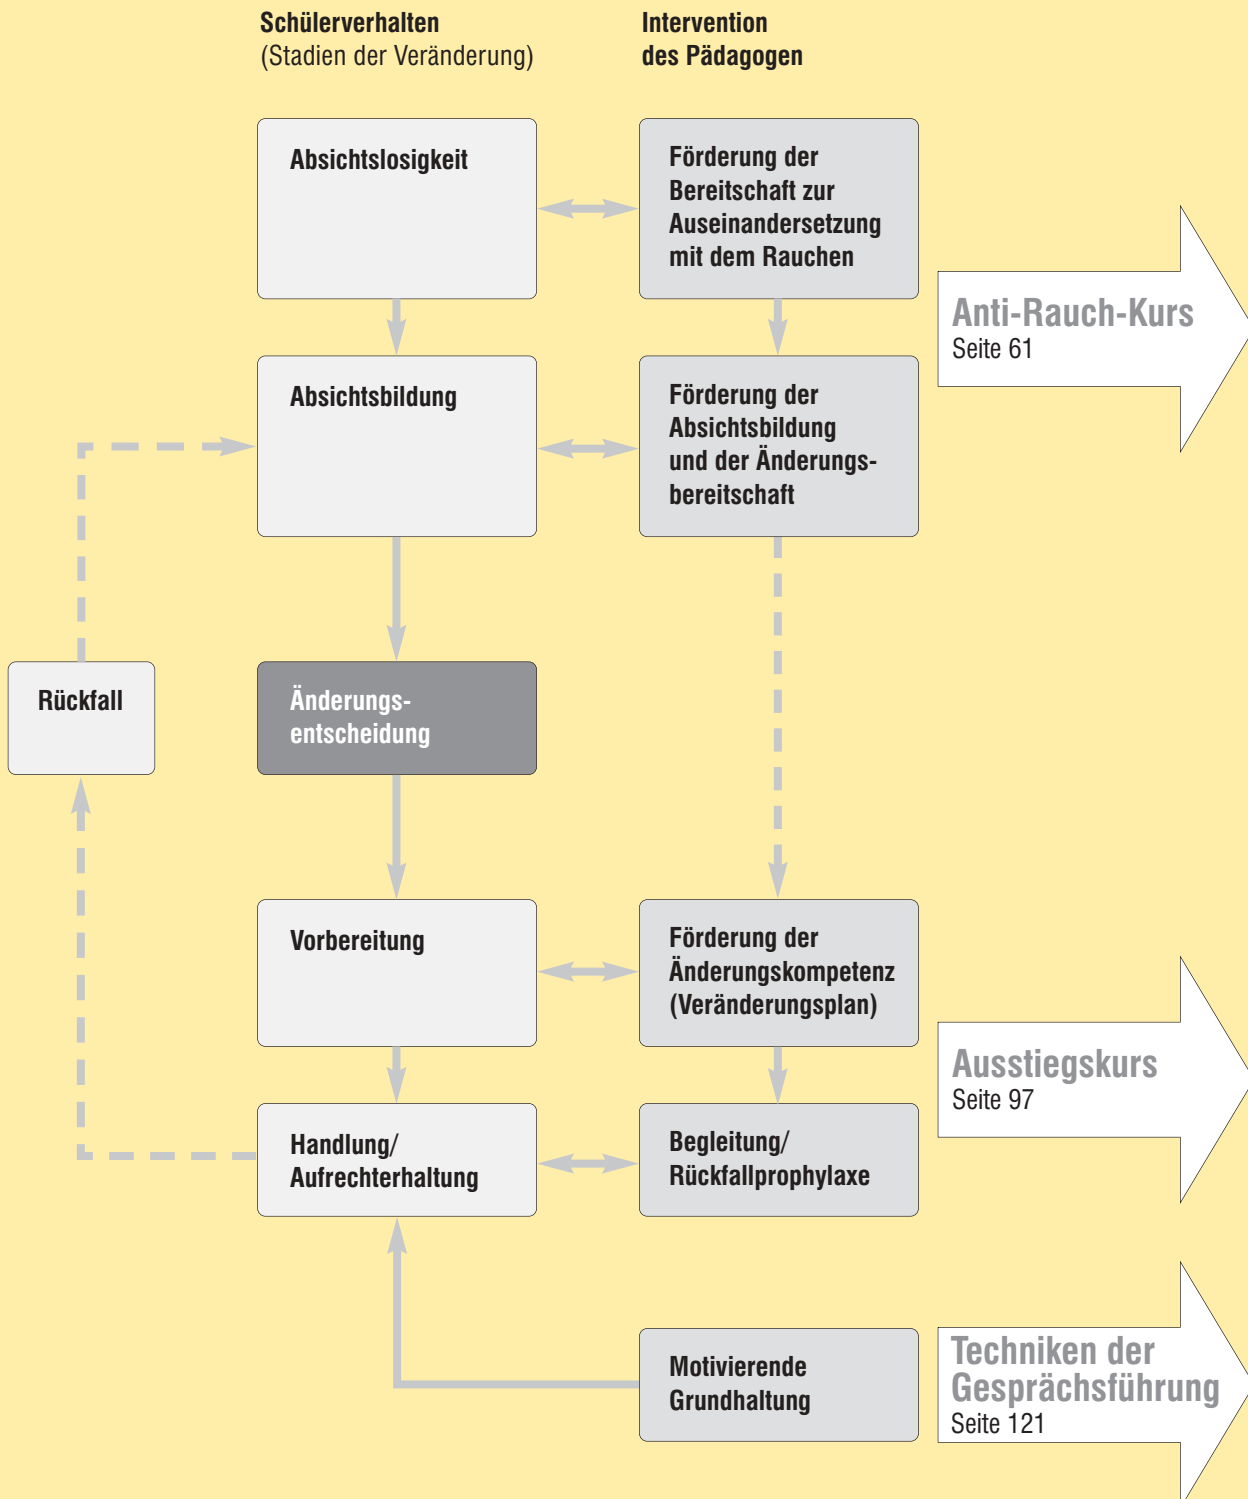 Schülerverhalten
(Stadien der Veränderung)
Intervention
des Pädagogen
Absichtslosigkeit
Förderung der
Bereitschaft zur
Auseinandersetzung
mit dem Rauchen
Anti-Rauch-Kurs
Seite 61
Absichtsbildung
Förderung der
Absichtsbildung
und der Änderungs-
bereitschaft
Rückfall
Änderungs-
entscheidung
Vorbereitung
Förderung der
Änderungskompetenz
(Veränderungsplan)
Ausstiegskurs
Seite 97
Handlung/
Aufrechterhaltung
Begleitung/
Rückfallprophylaxe
Motivierende
Grundhaltung
Techniken der
Gesprächsführung
Seite 121